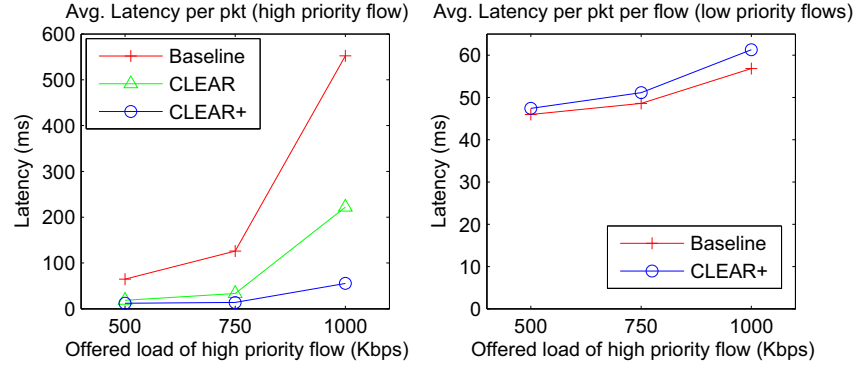 Avg. Latency per pkt (high priority flow)
600
500
400
300
200
100
0
Latency (ms)
Baseline
CLEAR
CLEAR+
500 750 1000
Offered load of high priority flow (Kbps)
Avg. Latency per pkt per flow (low priority flows)
60
50
40
30
20
10
0
Latency (ms)
Baseline
CLEAR+
500 750 1000
Offered load of high priority flow (Kbps)